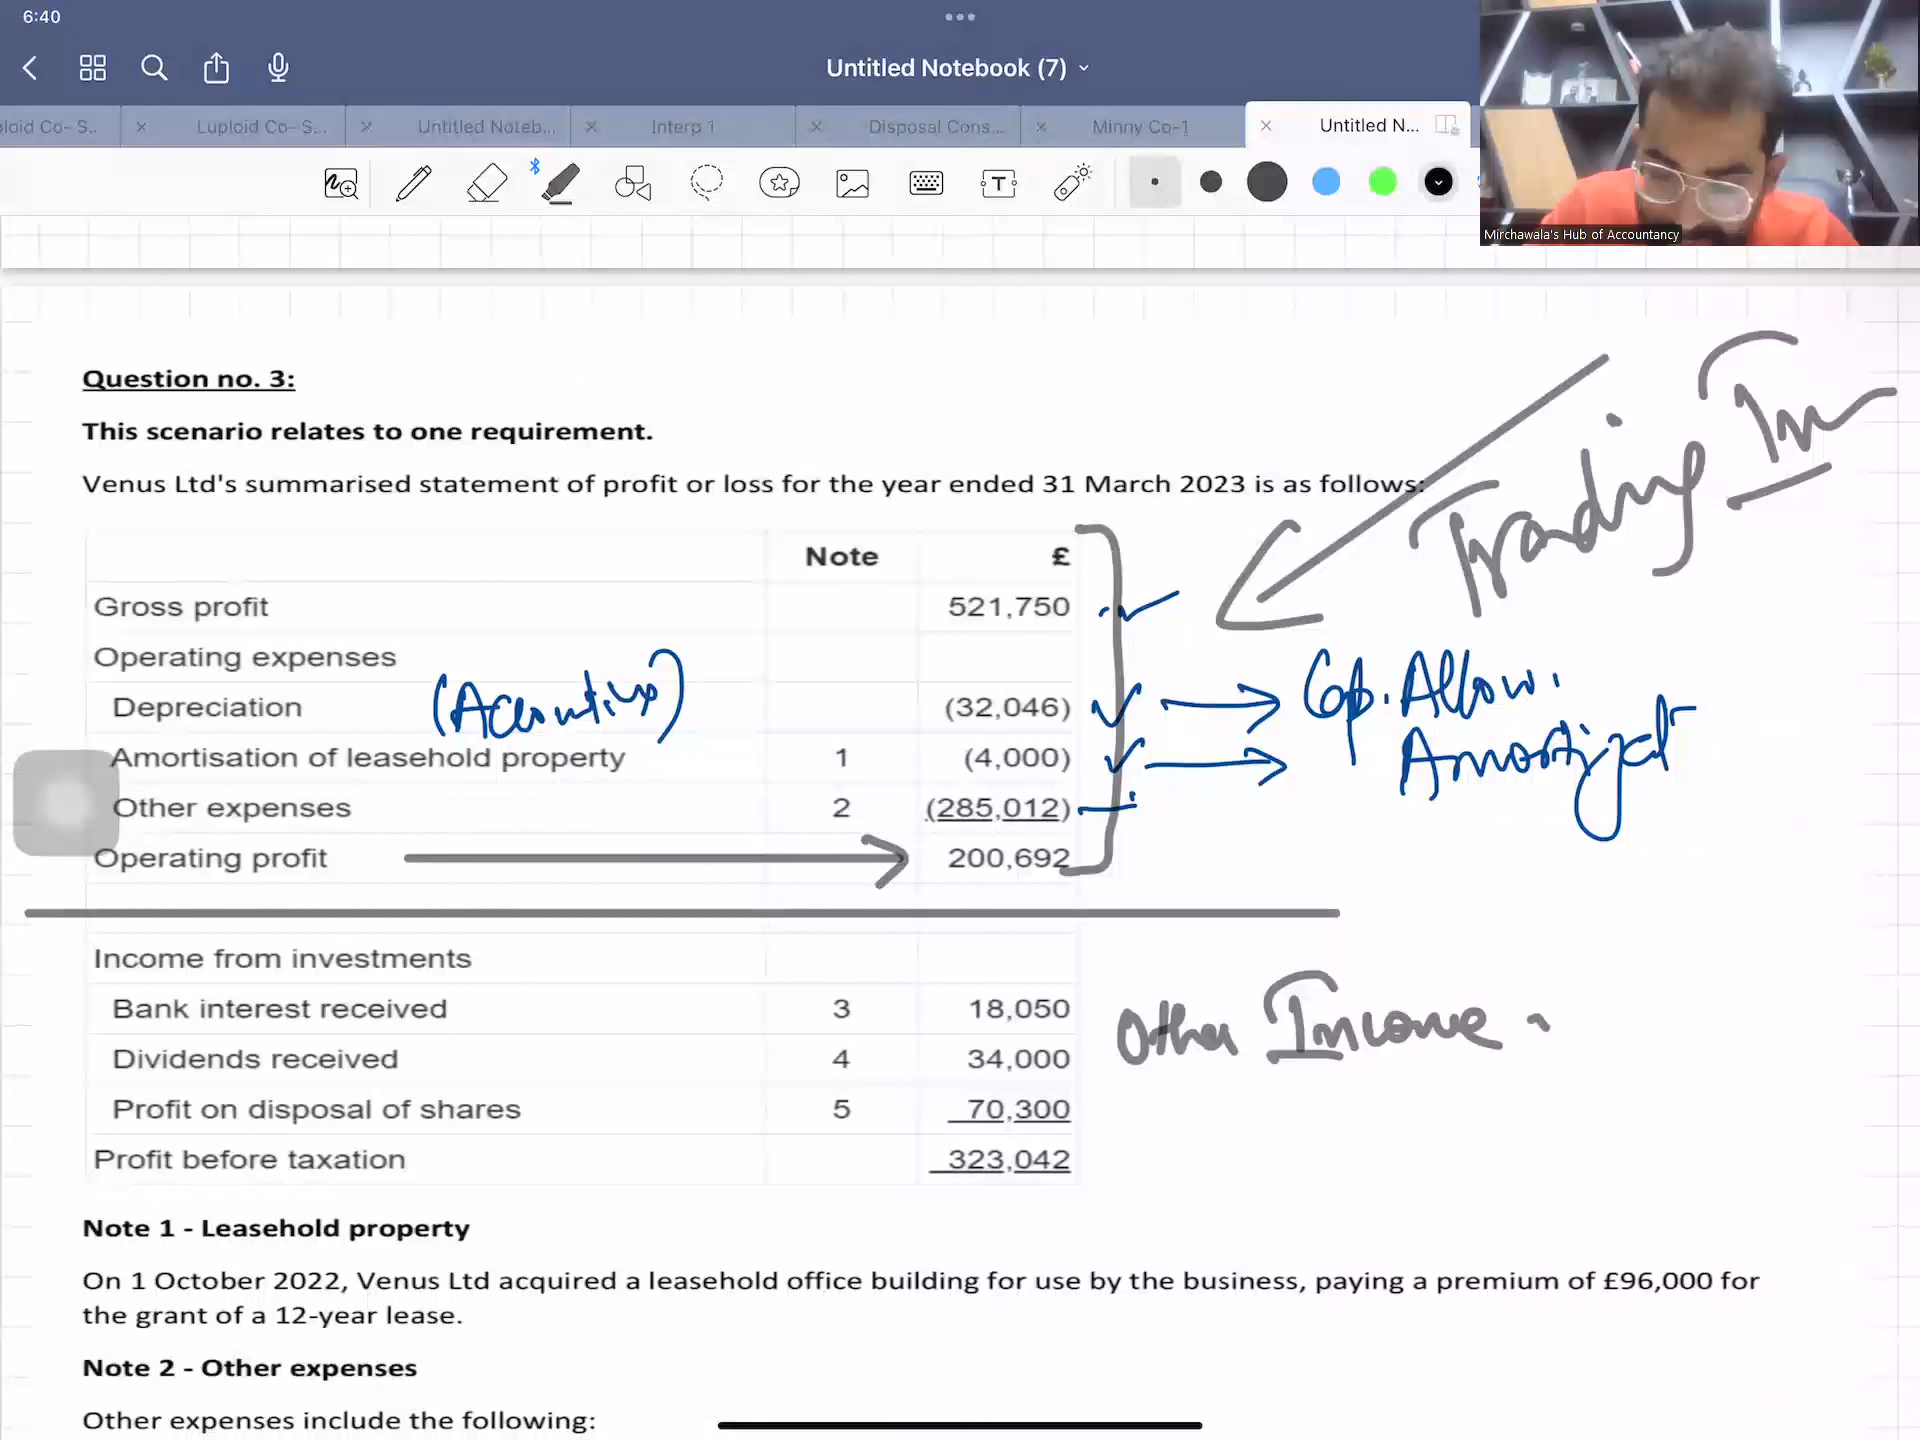 6:40
Untitled Notebook (7)
oloid Co- S..
Luploid Co- S...
Untitled Noteb...
Interp 1
Disposal Cons...
Minny Co-1
Untitled N...
Mirchawala's Hub of Accountancy
Question no. 3:
This scenario relates to one requirement.
Venus Ltd's summarised statement of profit or loss for the year ended 31 March 2023 is as follows:
Trading In
Note £
Gross profit 521,750
Operating expenses
Depreciation (32,046) Cap. Allow.
Amortisation of leasehold property 1 (4,000)
Other expenses 2 (285,012)
Operating profit 200,692
Income from investments
Bank interest received 3 18,050 Other Income
Dividends received 4 34,000
Profit on disposal of shares 5 70,300
Profit before taxation 323,042
Note 1 - Leasehold property
On 1 October 2022, Venus Ltd acquired a leasehold office building for use by the business, paying a premium of £96,000 for
the grant of a 12-year lease.
Note 2 - Other expenses
Other expenses include the following: